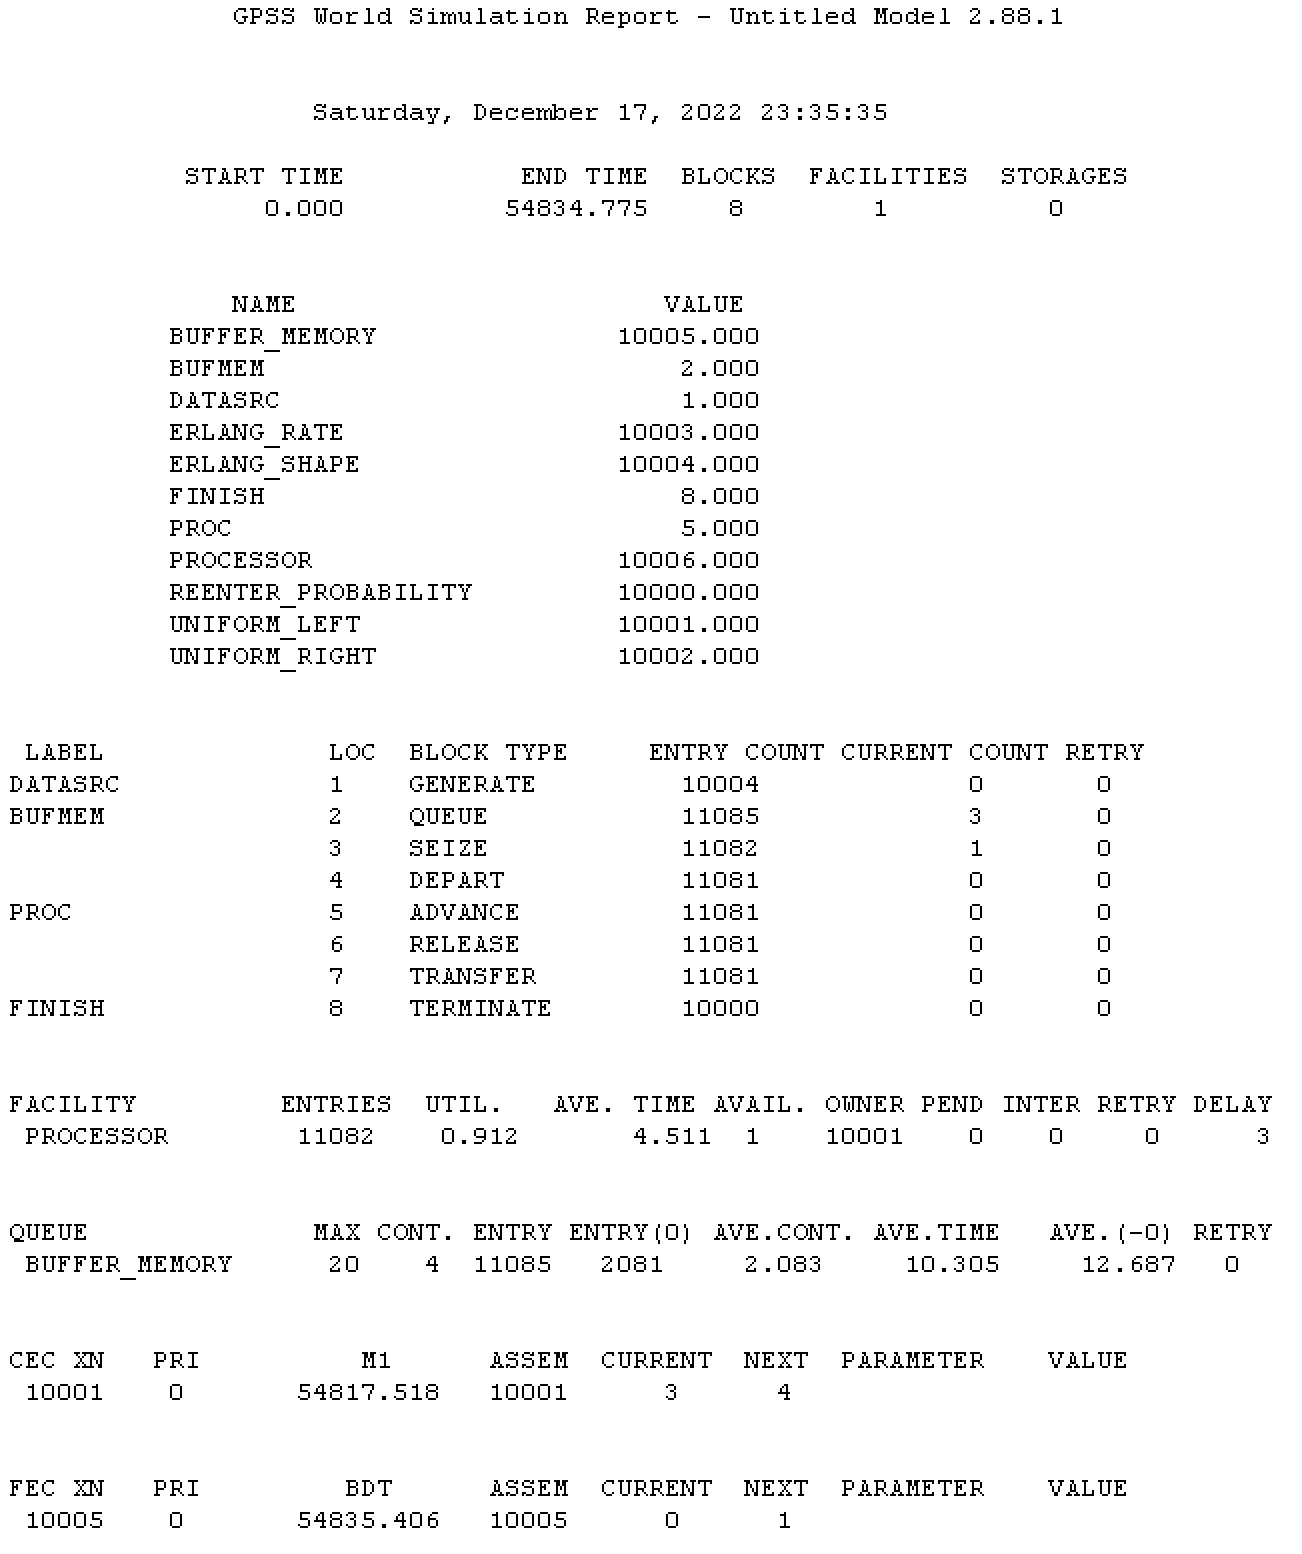 GPSS World Simulation Report - Untitled Model 2.88.1
Saturday, December 17, 2022 23:35:35
START TIME END TIME BLOCKS FACILITIES STORAGES
0.000 54834.775 8 1 0
NAME VALUE
BUFFER_MEMORY 10005.000
BUFMEM 2.000
DATASRC 1.000
ERLANG_RATE 10003.000
ERLANG_SHAPE 10004.000
FINISH 8.000
PROC 5.000
PROCESSOR 10006.000
REENTER_PROBABILITY 10000.000
UNIFORM_LEFT 10001.000
UNIFORM_RIGHT 10002.000
LABEL LOC BLOCK TYPE ENTRY COUNT CURRENT COUNT RETRY
DATASRC 1 GENERATE 10004 0 0
BUFMEM 2 QUEUE 11085 3 0
3 SEIZE 11082 1 0
4 DEPART 11081 0 0
PROC 5 ADVANCE 11081 0 0
6 RELEASE 11081 0 0
7 TRANSFER 11081 0 0
FINISH 8 TERMINATE 10000 0 0
FACILITY ENTRIES UTIL. AVE. TIME AVAIL. OWNER PEND INTER RETRY DELAY
PROCESSOR 11082 0.912 4.511 1 10001 0 0 0 3
QUEUE MAX CONT. ENTRY ENTRY(0) AVE.CONT. AVE.TIME AVE.(-0) RETRY
BUFFER_MEMORY 20 4 11085 2081 2.083 10.305 12.687 0
CEC XN PRI M1 ASSEM CURRENT NEXT PARAMETER VALUE
10001 0 54817.518 10001 3 4
FEC XN PRI BDT ASSEM CURRENT NEXT PARAMETER VALUE
10005 0 54835.406 10005 0 1